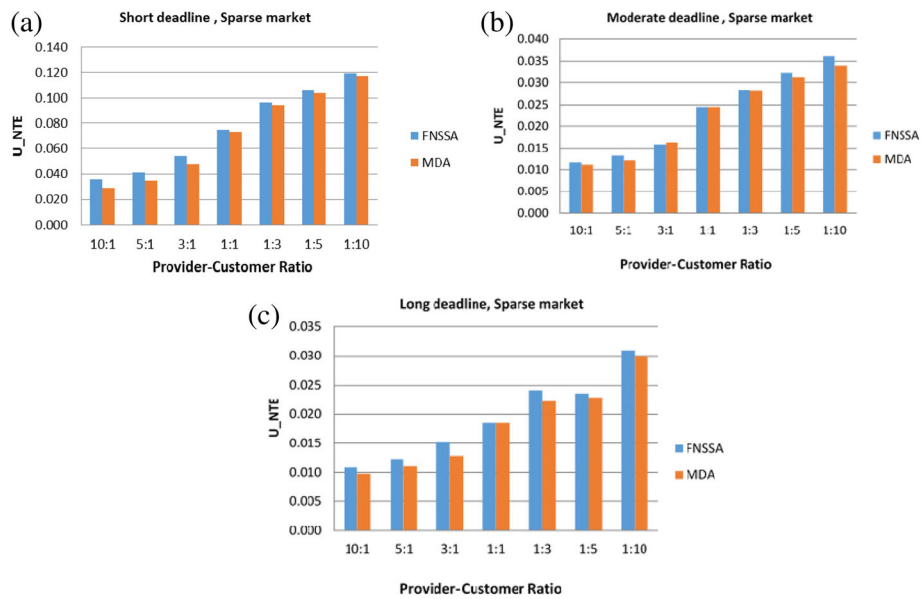 (a)
Short deadline , Sparse market
0.140
0.120
0.100
0.080
0.060
0.040
0.020
0.000
U_NTE
10:1 5:1 3:1 1:1 1:3 1:5 1:10
Provider-Customer Ratio
FNSSA
MDA
(b)
Moderate deadline , Sparse market
0.040
0.035
0.030
0.025
0.020
0.015
0.010
0.005
0.000
U_NTE
10:1 5:1 3:1 1:1 1:3 1:5 1:10
Provider-Customer Ratio
FNSSA
MDA
(c)
Long deadline, Sparse market
0.035
0.030
0.025
0.020
0.015
0.010
0.005
0.000
U_NTE
10:1 5:1 3:1 1:1 1:3 1:5 1:10
Provider-Customer Ratio
FNSSA
MDA